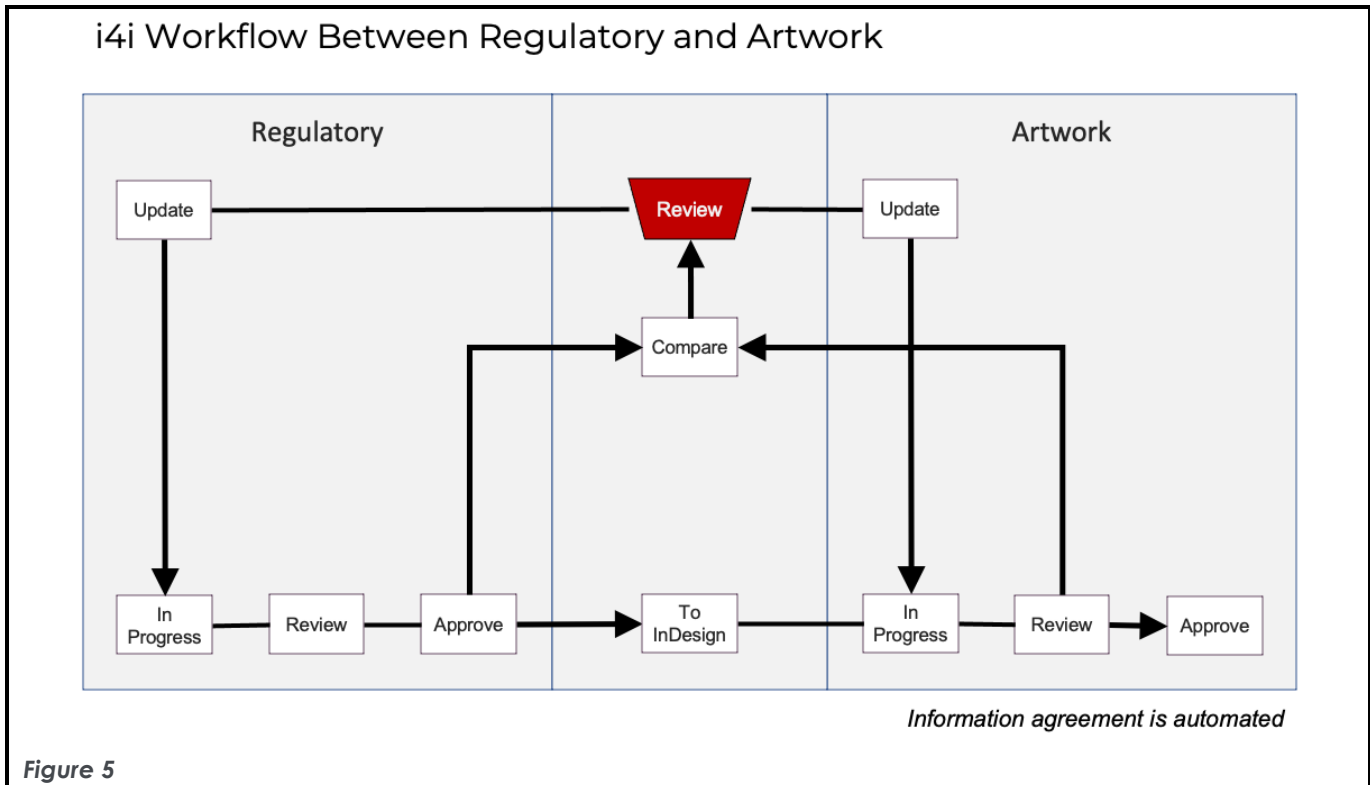 i4i Workflow Between Regulatory and Artwork
Regulatory
Artwork
Update
Review
Update
Compare
In
Progress
Review
Approve
To
InDesign
In
Progress
Review
Approve
Information agreement is automated
Figure 5